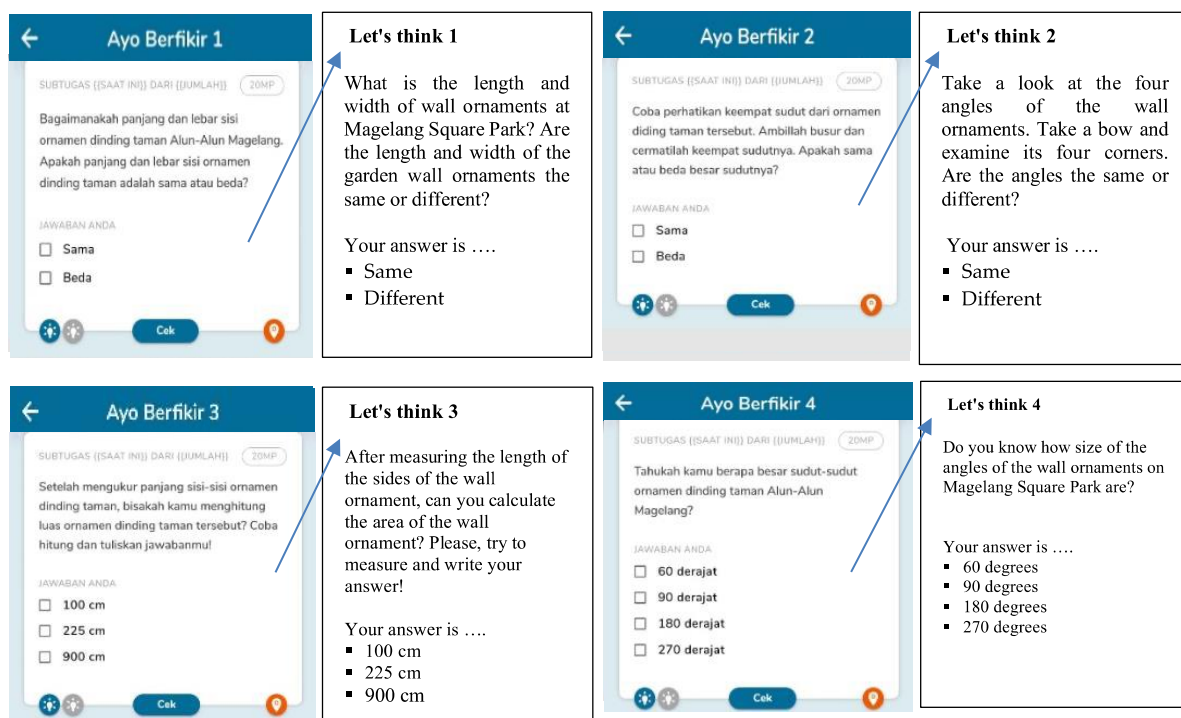 Ayo Berfikir 1
SUBTUGAS {{SAAT INI}} DARI {{JUMLAH}} 20MP
Bagaimanakah panjang dan lebar sisi
ornamen dinding taman Alun-Alun Magelang.
Apakah panjang dan lebar sisi ornamen
dinding taman adalah sama atau beda?
JAWABAN ANDA
Sama
Beda
Cek
Let's think 1
What is the length and
width of wall ornaments at
Magelang Square Park? Are
the length and width of the
garden wall ornaments the
same or different?
Your answer is ….
▪ Same
▪ Different
Ayo Berfikir 2
SUBTUGAS {{SAAT INI}} DARI {{JUMLAH}} 20MP
Coba perhatikan keempat sudut dari ornamen
diding taman tersebut. Ambillah busur dan
cermatilah keempat sudutnya. Apakah sama
atau beda besar sudutnya?
JAWABAN ANDA
Sama
Beda
Cek
Let's think 2
Take a look at the four
angles of the wall
ornaments. Take a bow and
examine its four corners.
Are the angles the same or
different?
Your answer is ….
▪ Same
▪ Different
Ayo Berfikir 3
SUBTUGAS {{SAAT INI}} DARI {{JUMLAH}} 20MP
Setelah mengukur panjang sisi-sisi ornamen
dinding taman, bisakah kamu menghitung
luas ornamen dinding taman tersebut? Coba
hitung dan tuliskan jawabanmu!
JAWABAN ANDA
100 cm
225 cm
900 cm
Cek
Let's think 3
After measuring the length of
the sides of the wall
ornament, can you calculate
the area of the wall
ornament? Please, try to
measure and write your
answer!
Your answer is ….
▪ 100 cm
▪ 225 cm
▪ 900 cm
Ayo Berfikir 4
SUBTUGAS {{SAAT INI}} DARI {{JUMLAH}} 20MP
Tahukah kamu berapa besar sudut-sudut
ornamen dinding taman Alun-Alun
Magelang?
JAWABAN ANDA
60 derajat
90 derajat
180 derajat
270 derajat
Cek
Let's think 4
Do you know how size of the
angles of the wall ornaments on
Magelang Square Park are?
Your answer is ….
▪ 60 degrees
▪ 90 degrees
▪ 180 degrees
▪ 270 degrees